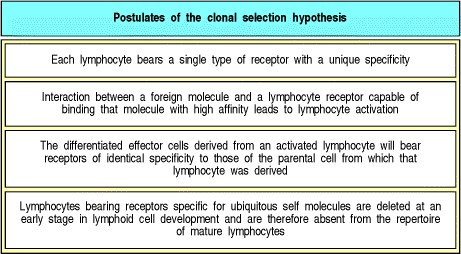 Postulates of the clonal selection hypothesis
Each lymphocyte bears a single type of receptor with a unique specificity
Interaction between a foreign molecule and a lymphocyte receptor capable of
binding that molecule with high affinity leads to lymphocyte activation
The differentiated effector cells derived from an activated lymphocyte will bear
receptors of identical specificity to those of the parental cell from which that
lymphocyte was derived
Lymphocytes bearing receptors specific for ubiquitous self molecules are deleted at an
early stage in lymphoid cell development and are therefore absent from the repertoire
of mature lymphocytes